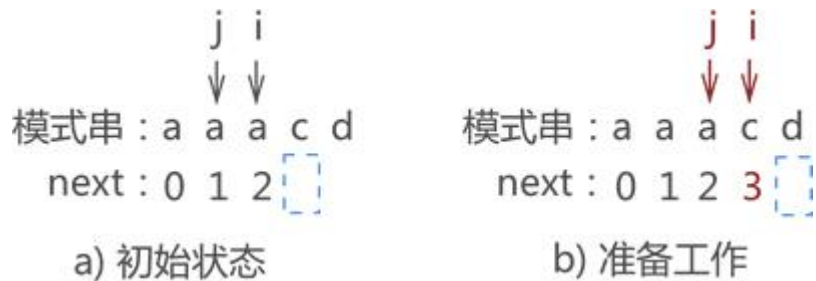 j i
模式串：a a a c d
next：0 1 2
a) 初始状态
j i
模式串：a a a c d
next：0 1 2 3
b) 准备工作